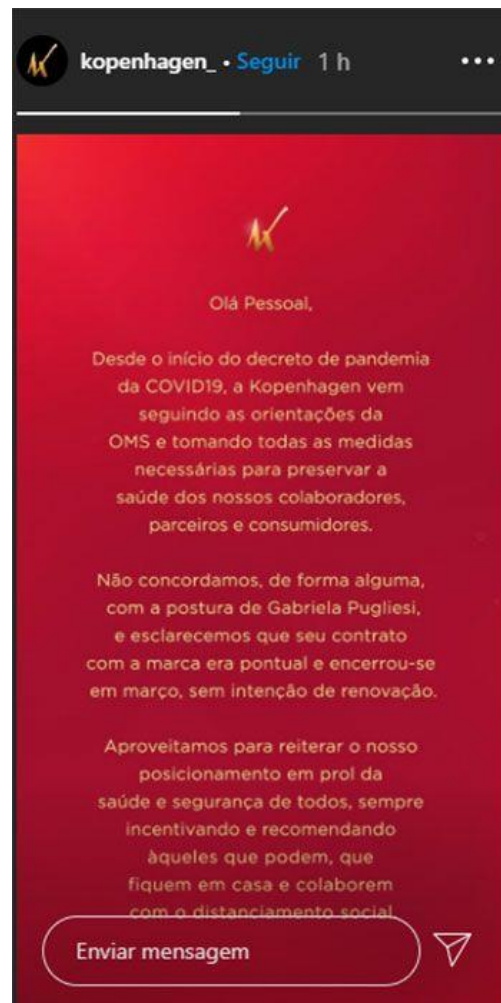 kopenhagen_ • Seguir 1 h
Olá Pessoal,
Desde o início do decreto de pandemia
da COVID19, a Kopenhagen vem
seguindo as orientações da
OMS e tomando todas as medidas
necessárias para preservar a
saúde dos nossos colaboradores,
parceiros e consumidores.
Não concordamos, de forma alguma,
com a postura de Gabriela Pugliesi,
e esclarecemos que seu contrato
com a marca era pontual e encerrou-se
em março, sem intenção de renovação.
Aproveitamos para reiterar o nosso
posicionamento em prol da
saúde e segurança de todos, sempre
incentivando e recomendando
àqueles que podem, que
fiquem em casa e colaborem
com o distanciamento social.
Enviar mensagem